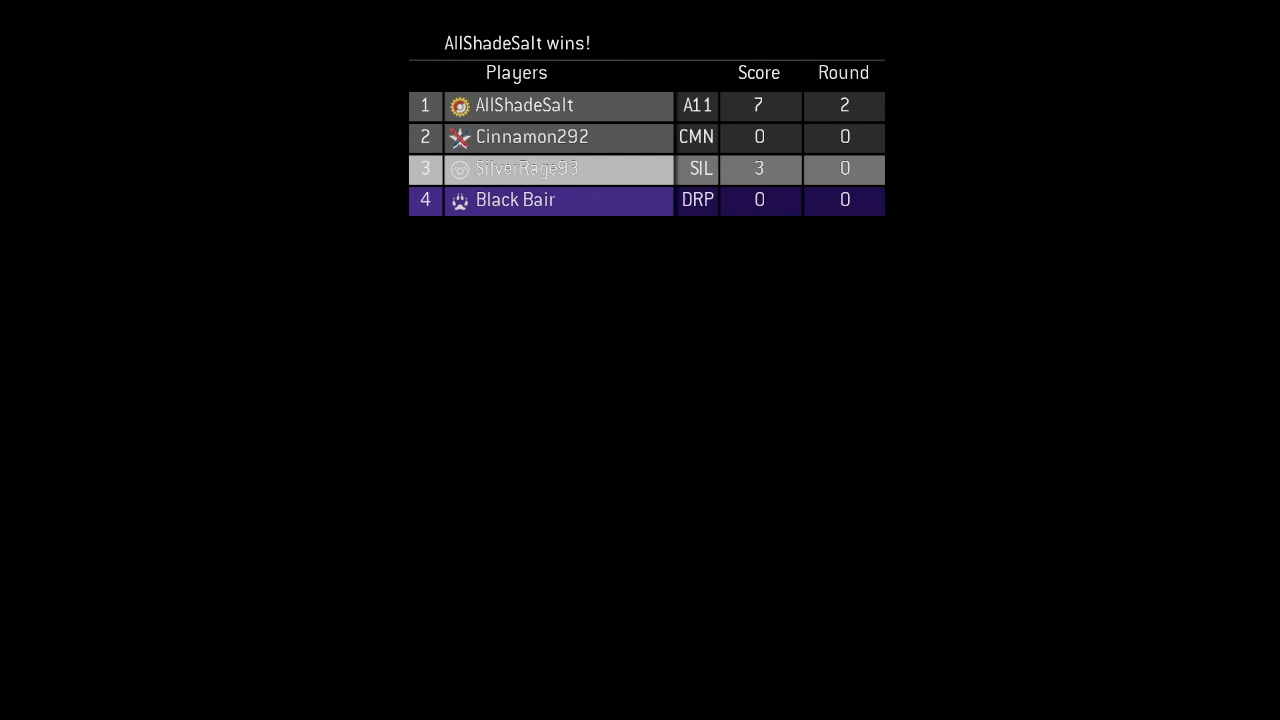 AllShadeSalt wins!
Players Score Round
1 AllShadeSalt A11 7 2
2 Cinnamon292 CMN 0 0
3 SilverRage93 SIL 3 0
4 Black Bair DRP 0 0